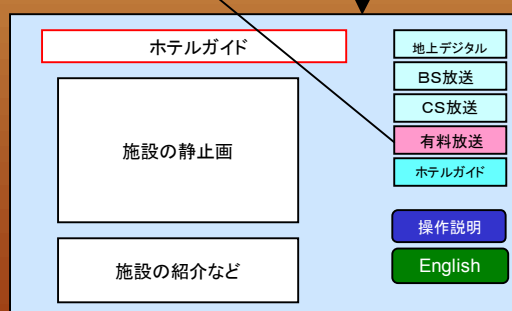 ホテルガイド
施設の静止画
施設の紹介など
地上デジタル
BS放送
CS放送
有料放送
ホテルガイド
操作説明
English